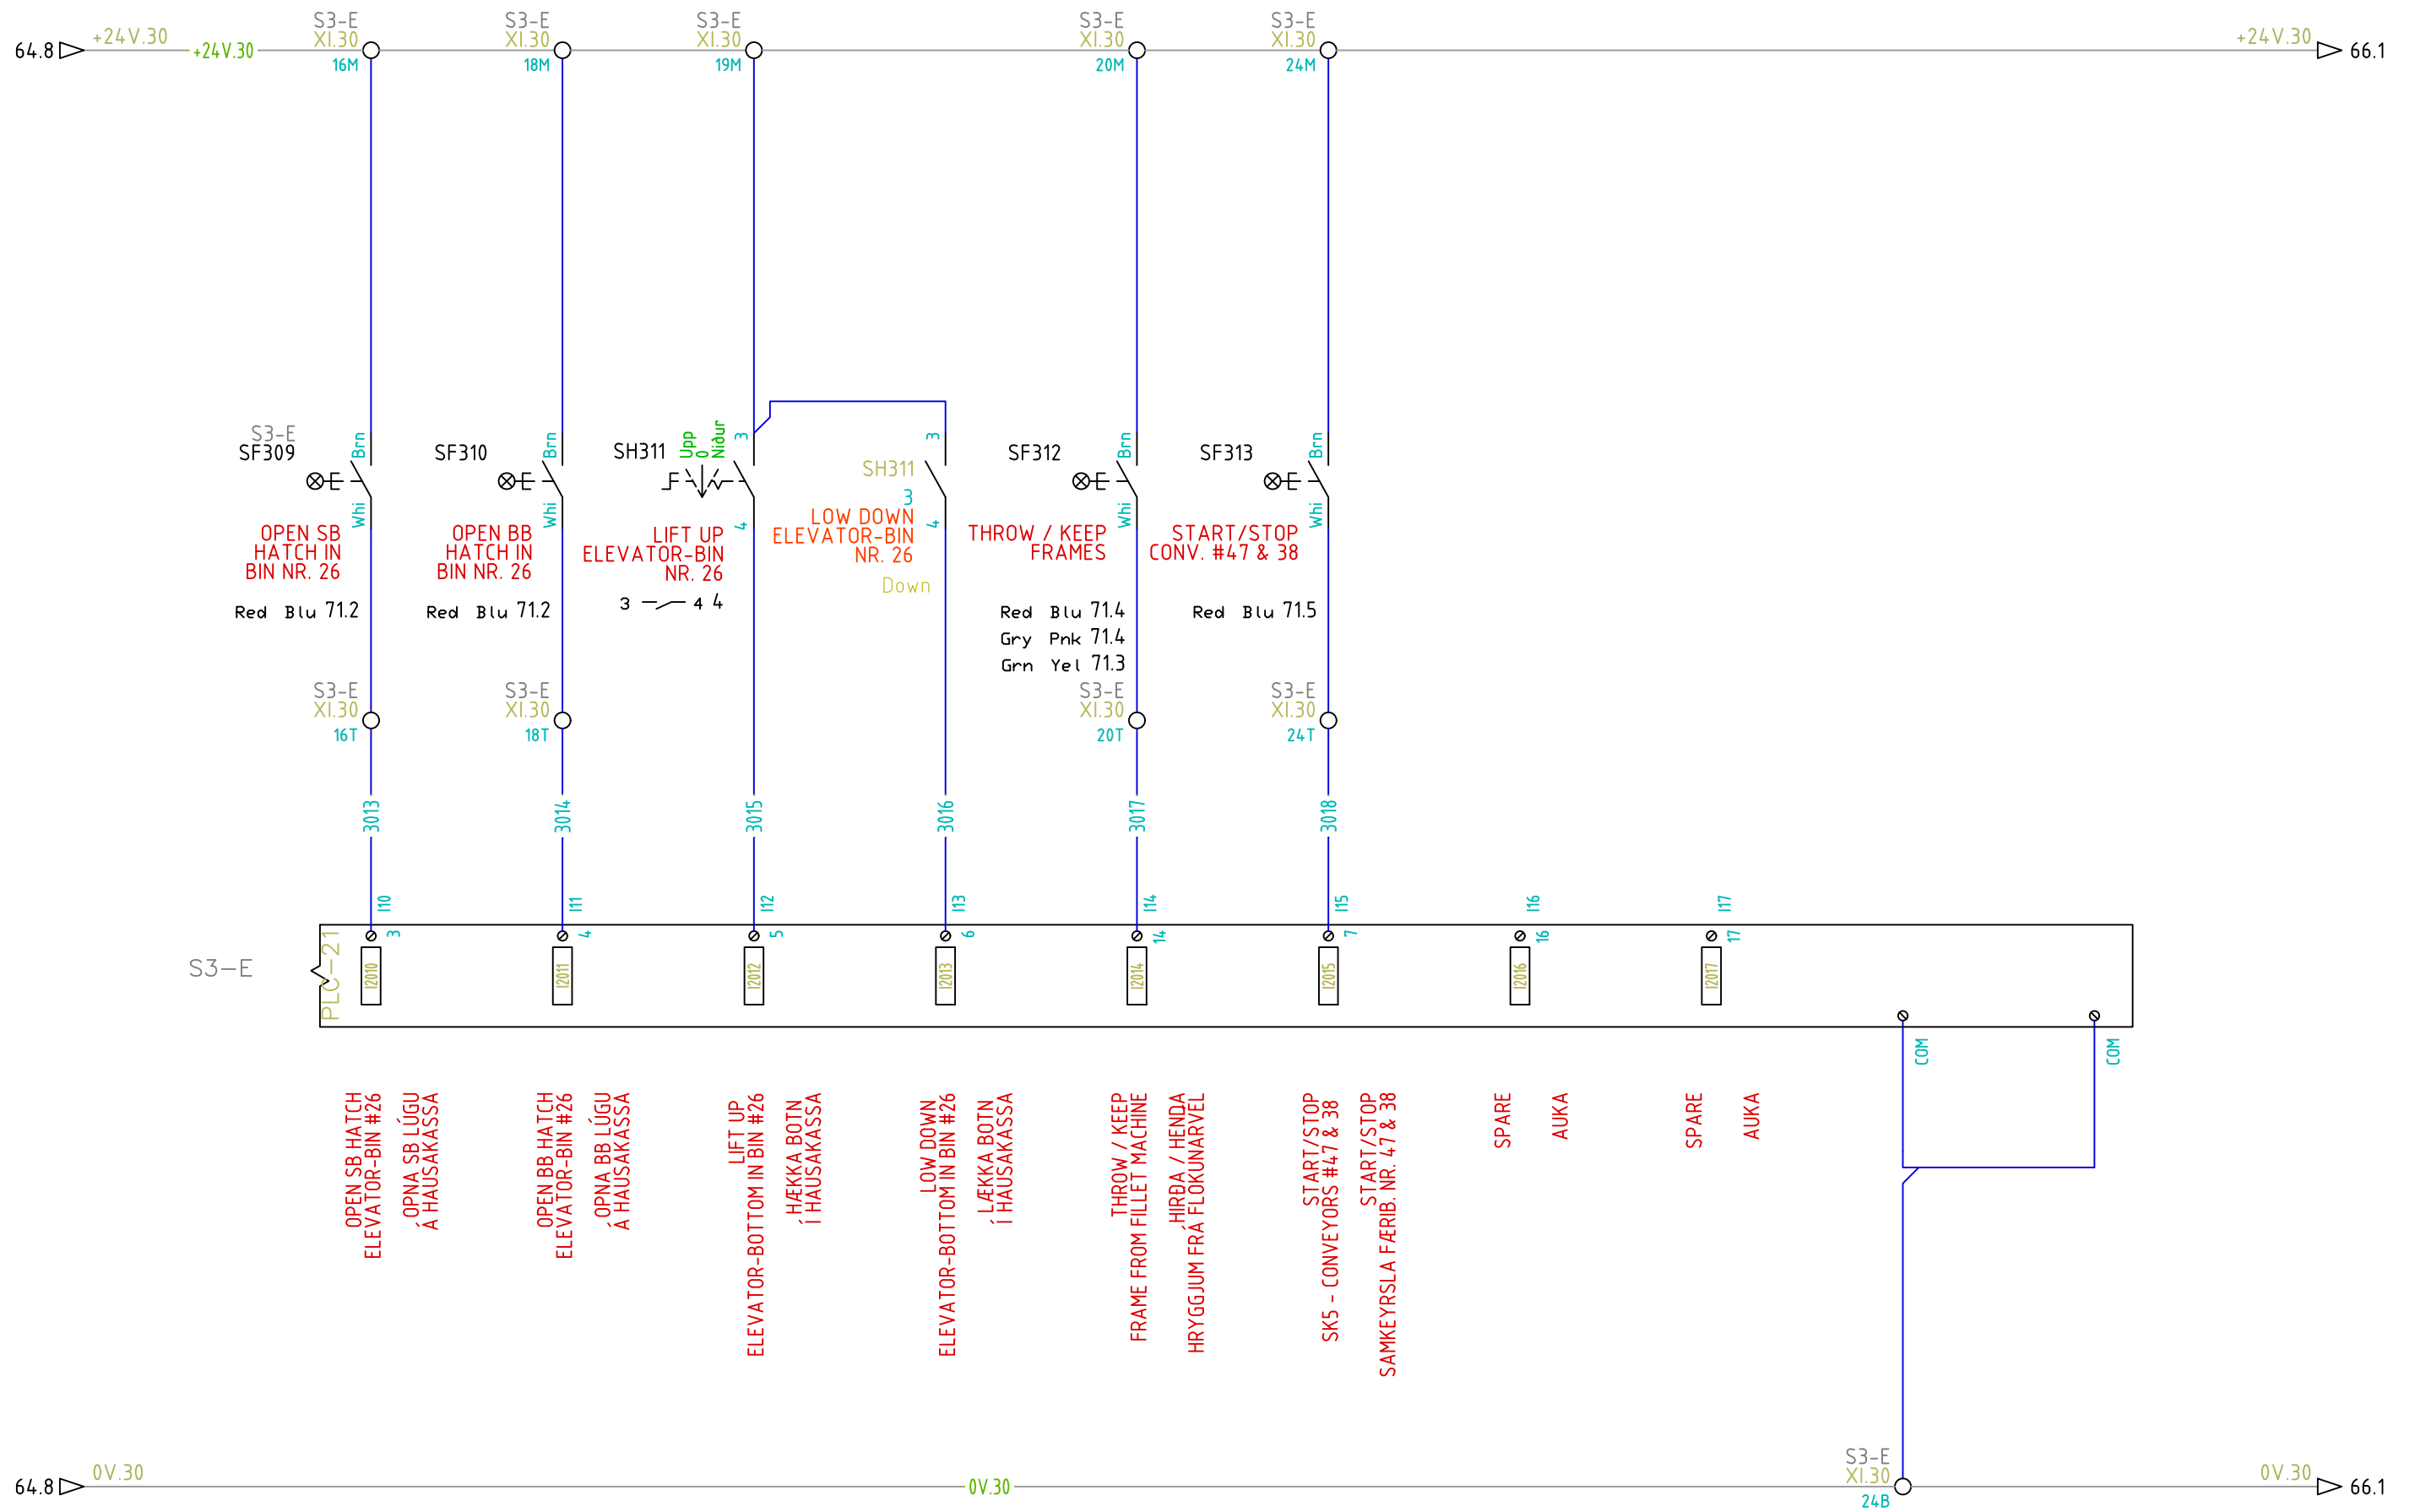 S3-E S3-E S3-E S3-E S3-E
64.8 +24V.30 +24V.30 XI.30 XI.30 XI.30 XI.30 XI.30 +24V.30 66.1
16M 18M 19M 20M 24M
S3-E
SF309
Brn
Whi
OPEN SB
HATCH IN
BIN NR. 26
Red Blu 71.2
SF310
Brn
Whi
OPEN BB
HATCH IN
BIN NR. 26
Red Blu 71.2
SH311
Upp
0
Niður
3
4
LIFT UP
ELEVATOR-BIN
NR. 26
3 4 4
3
SH311
3
4
LOW DOWN
ELEVATOR-BIN
NR. 26
Down
SF312
Brn
Whi
THROW / KEEP
FRAMES
Red Blu 71.4
Gry Pnk 71.4
Grn Yel 71.3
SF313
Brn
Whi
START/STOP
CONV. #47 & 38
Red Blu 71.5
S3-E S3-E S3-E S3-E
XI.30 XI.30 XI.30 XI.30
16T 18T 20T 24T
3013 3014 3015 3016 3017 3018
I10 I11 I12 I13 I14 I15 I16 I17
3 4 5 6 14 7 16 17
S3-E
PLC-21
I2010 I2011 I2012 I2013 I2014 I2015 I2016 I2017
COM COM
OPEN SB HATCH
ELEVATOR-BIN #26
OPNA SB LÚGU
Á HAUSAKASSA
OPEN BB HATCH
ELEVATOR-BIN #26
OPNA BB LÚGU
Á HAUSAKASSA
LIFT UP
ELEVATOR-BOTTOM IN BIN #26
HÆKKA BOTN
Í HAUSAKASSA
LOW DOWN
ELEVATOR-BOTTOM IN BIN #26
LÆKKA BOTN
Í HAUSAKASSA
THROW / KEEP
FRAME FROM FILLET MACHINE
HIRÐA / HENDA
HRYGGJUM FRÁ FLOKUNARVEL
START/STOP
SK5 - CONVEYORS #47 & 38
START/STOP
SAMKEYRSLA FÆRIB. NR. 47 & 38
SPARE
AUKA
SPARE
AUKA
S3-E
64.8 0V.30 0V.30 XI.30 0V.30 66.1
24B